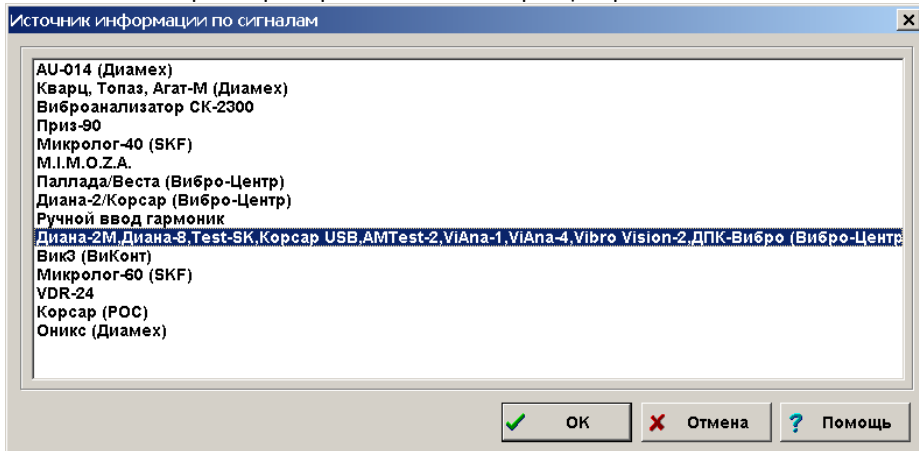 Источник информации по сигналам
AU-014 (Диамех)
Кварц, Топаз, Агат-М (Диамех)
Виброанализатор СК-2300
Приз-90
Микролог-40 (SKF)
M.I.M.O.Z.A.
Паллада/Веста (Вибро-Центр)
Диана-2/Корсар (Вибро-Центр)
Ручной ввод гармоник
Диана-2М,Диана-8,Test-SK,Корсар USB,AMTest-2,ViAna-1,ViAna-4,Vibro Vision-2,ДПК-Вибро (Вибро-Центр
Вик3 (ВиКонт)
Микролог-60 (SKF)
VDR-24
Корсар (РОС)
Оникс (Диамех)
ОК Отмена ? Помощь